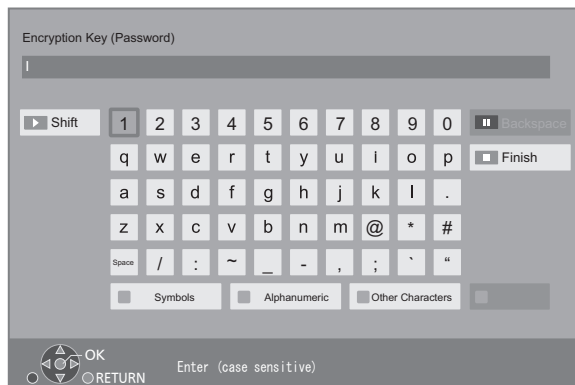 Encryption Key (Password)
Shift 1 2 3 4 5 6 7 8 9 0 Backspace
q w e r t y u i o p Finish
a s d f g h j k l .
z x c v b n m @ * #
Space / : ~ _ - , ; ` “
Symbols Alphanumeric Other Characters
OK
RETURN Enter (case sensitive)